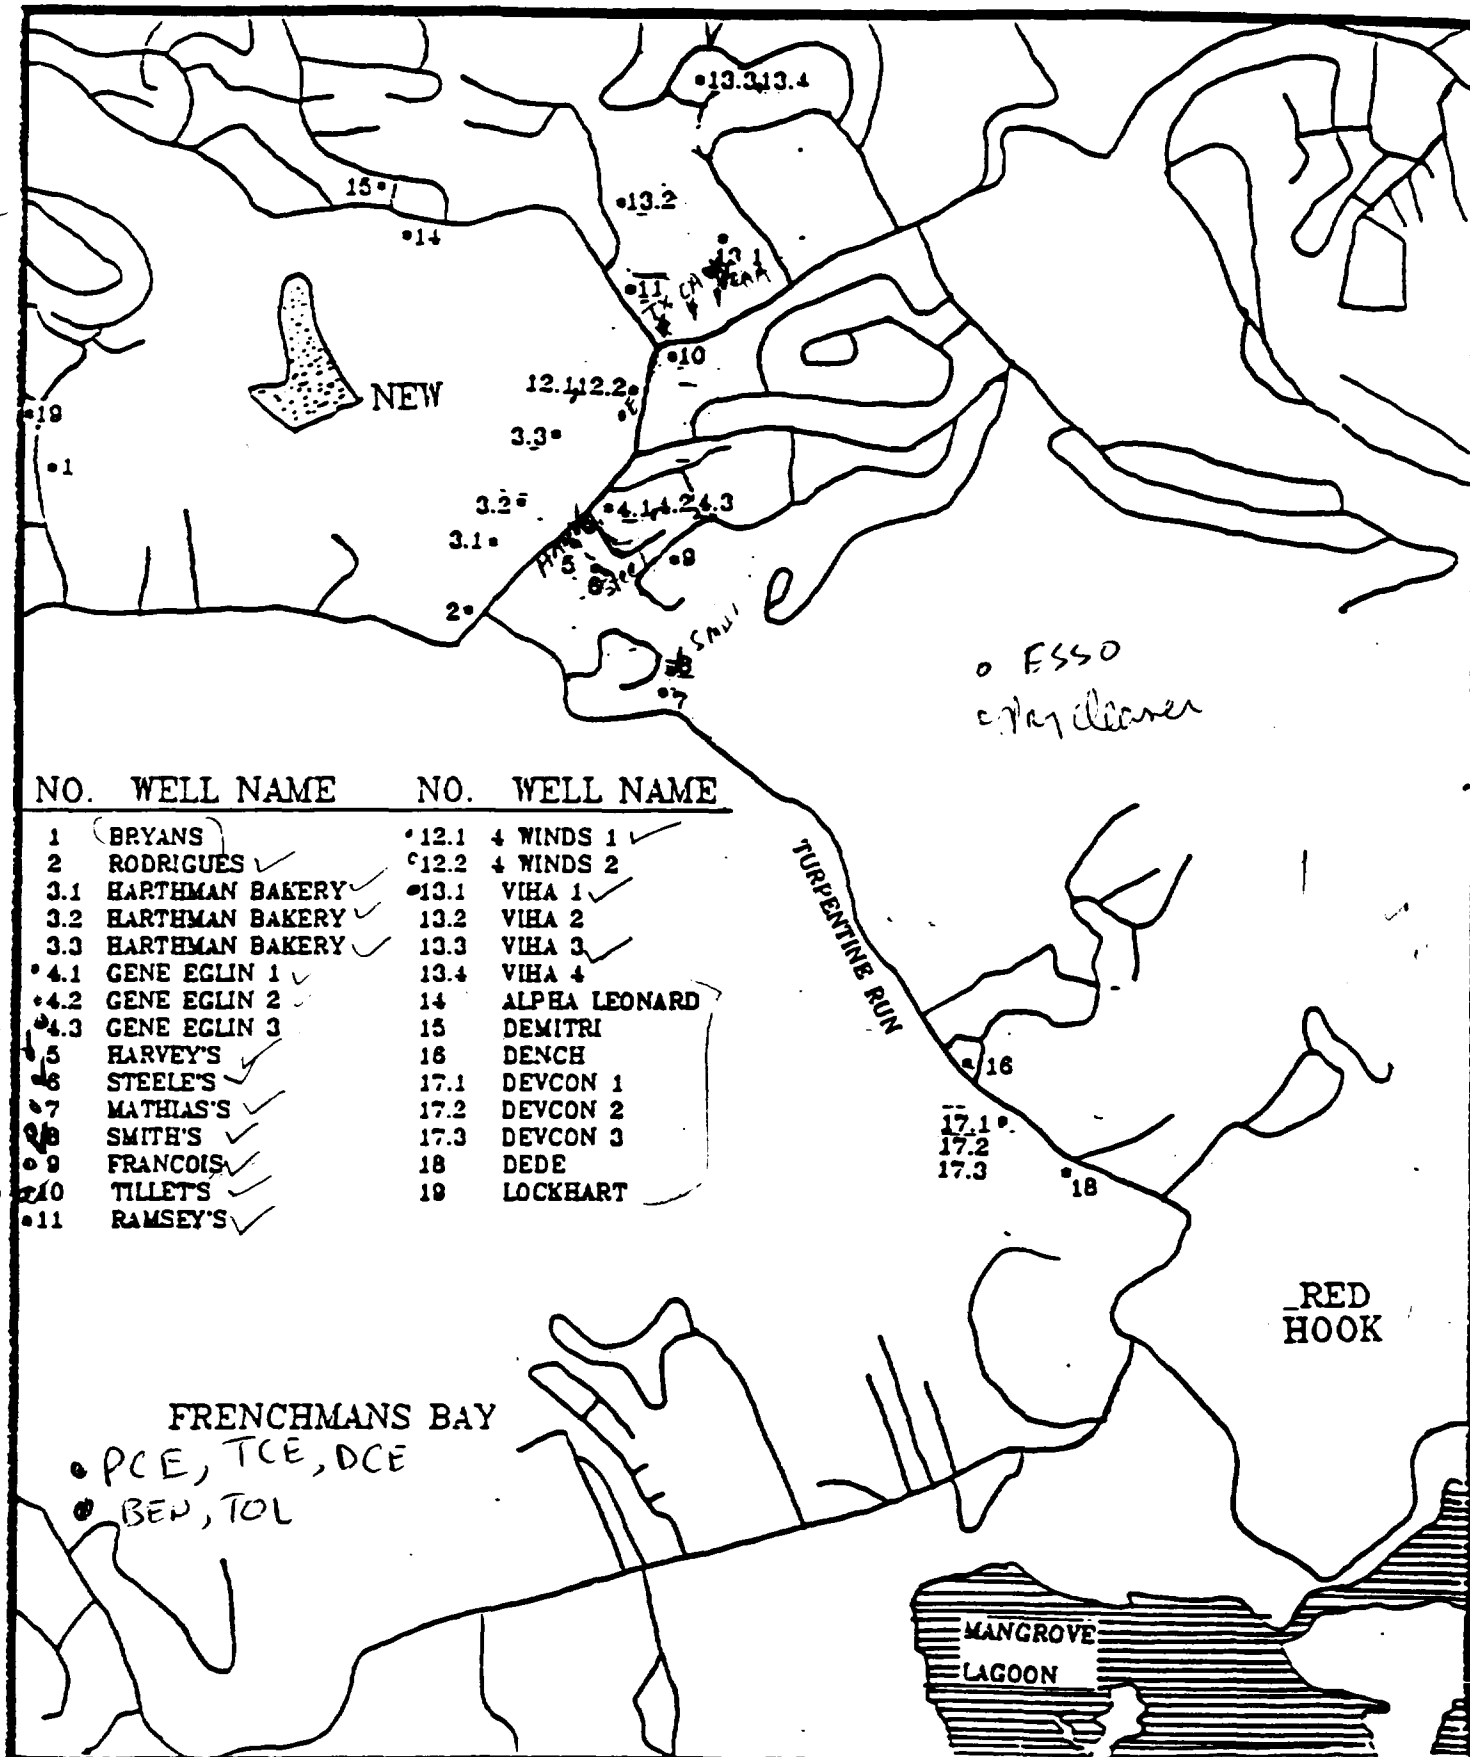 13.3,13.4
15
13.2
14
13.1
11
TX
10
12.1,12.2
NEW
3.3
19
1
3.2
4.1,4.2,4.3
3.1
5
9
6
2
8
7
ESSO
Dry cleaner
NO. WELL NAME NO. WELL NAME
1 BRYANS 12.1 4 WINDS 1
2 RODRIGUES 12.2 4 WINDS 2
3.1 HARTHMAN BAKERY 13.1 VIHA 1
3.2 HARTHMAN BAKERY 13.2 VIHA 2
3.3 HARTHMAN BAKERY 13.3 VIHA 3
4.1 GENE EGLIN 1 13.4 VIHA 4
4.2 GENE EGLIN 2 14 ALPHA LEONARD
4.3 GENE EGLIN 3 15 DEMITRI
5 HARVEY'S 16 DENCH
6 STEELE'S 17.1 DEVCON 1
7 MATHIAS'S 17.2 DEVCON 2
8 SMITH'S 17.3 DEVCON 3
9 FRANCOIS 18 DEDE
10 TILLET'S 19 LOCKHART
11 RAMSEY'S
TURPENTINE RUN
16
17.1
17.2
17.3
18
RED
HOOK
FRENCHMANS BAY
PCE, TCE, DCE
BEN, TOL
MANGROVE
LAGOON